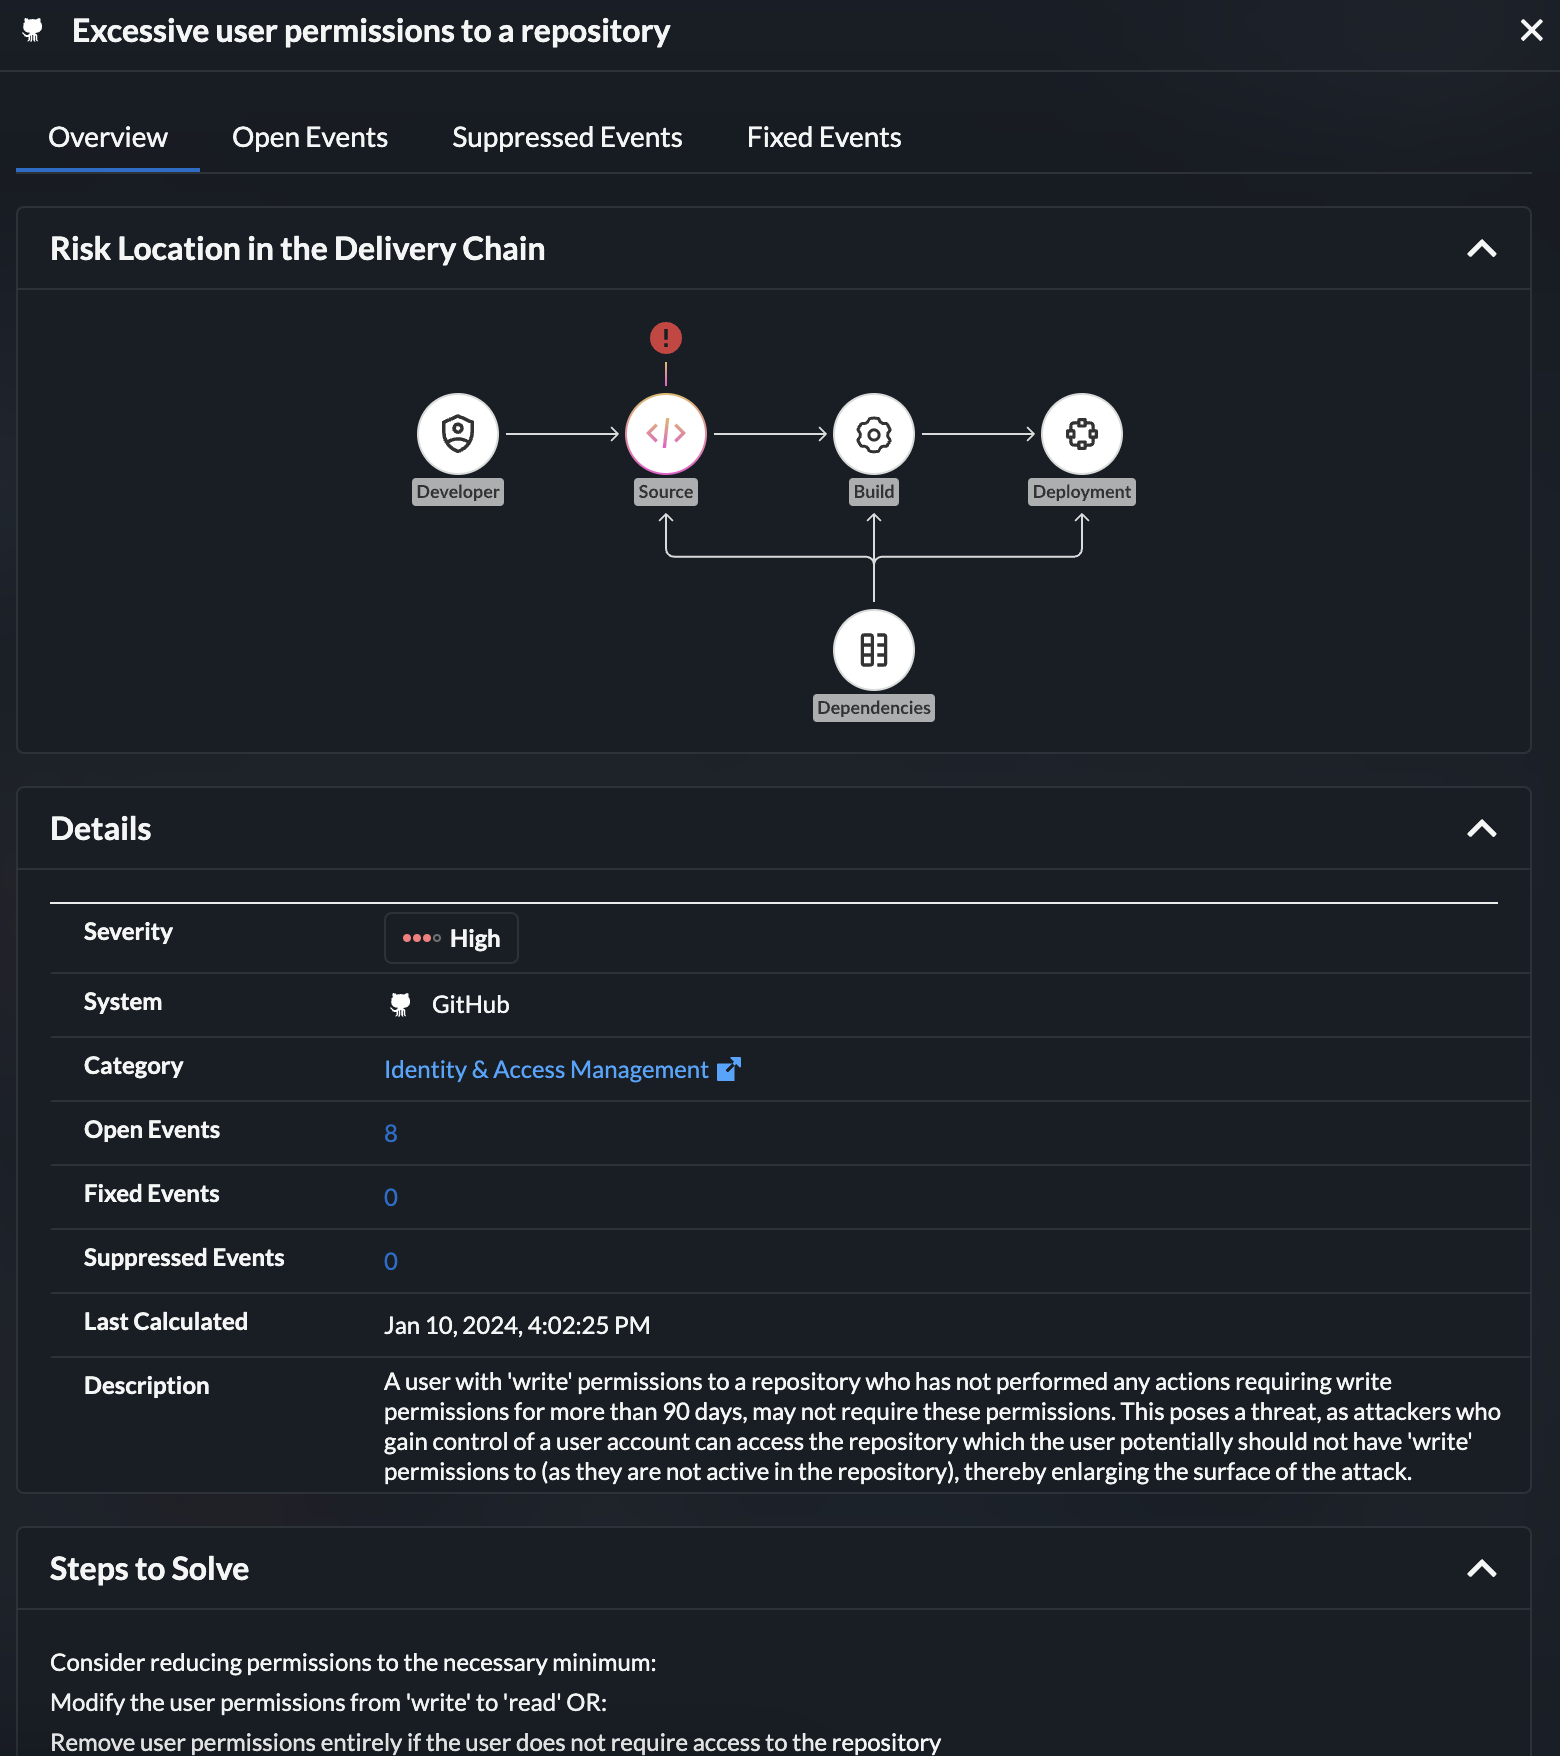 Excessive user permissions to a repository
Overview
Open Events
Suppressed Events
Fixed Events
Risk Location in the Delivery Chain
Developer
Source
Build
Deployment
Dependencies
Details
Severity
High
System
GitHub
Category
Identity & Access Management
Open Events
8
Fixed Events
0
Suppressed Events
0
Last Calculated
Jan 10, 2024, 4:02:25 PM
Description
A user with 'write' permissions to a repository who has not performed any actions requiring write
permissions for more than 90 days, may not require these permissions. This poses a threat, as attackers who
gain control of a user account can access the repository which the user potentially should not have 'write'
permissions to (as they are not active in the repository), thereby enlarging the surface of the attack.
Steps to Solve
Consider reducing permissions to the necessary minimum:
Modify the user permissions from 'write' to 'read' OR:
Remove user permissions entirely if the user does not require access to the repository